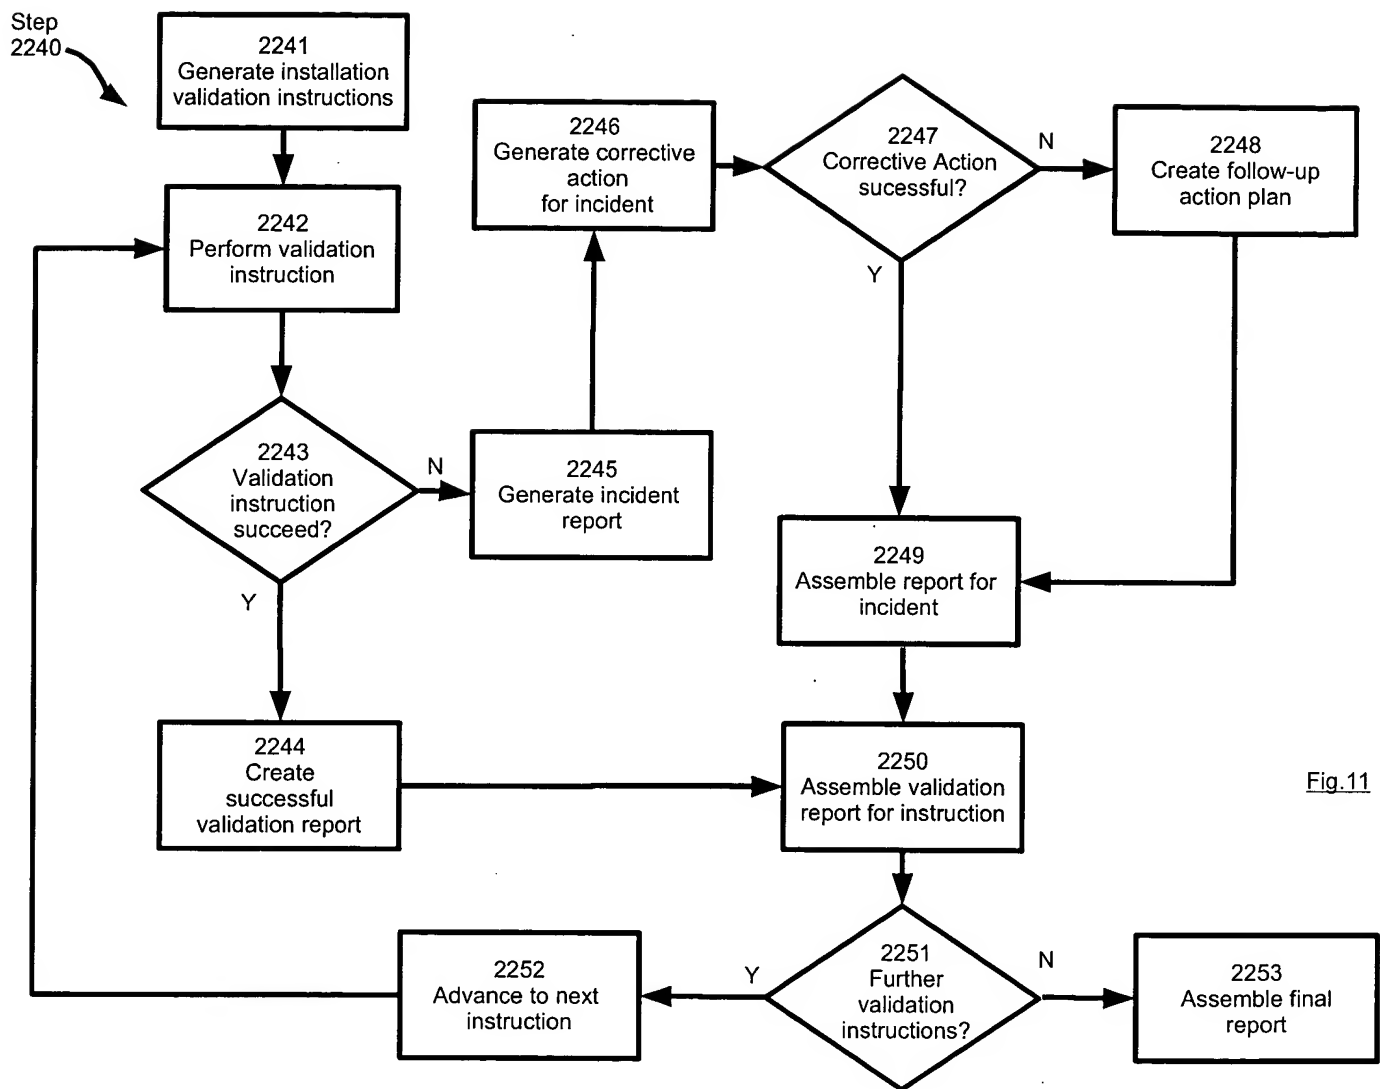 Step
2240
2241
Generate installation
validation instructions
2242
Perform validation
instruction
2243
Validation
instruction
succeed?
N
Y
2244
Create
successful
validation report
2245
Generate incident
report
2246
Generate corrective
action
for incident
2247
Corrective Action
sucessful?
N
Y
2248
Create follow-up
action plan
2249
Assemble report for
incident
2250
Assemble validation
report for instruction
2251
Further
validation
instructions?
Y
N
2252
Advance to next
instruction
2253
Assemble final
report
Fig.11